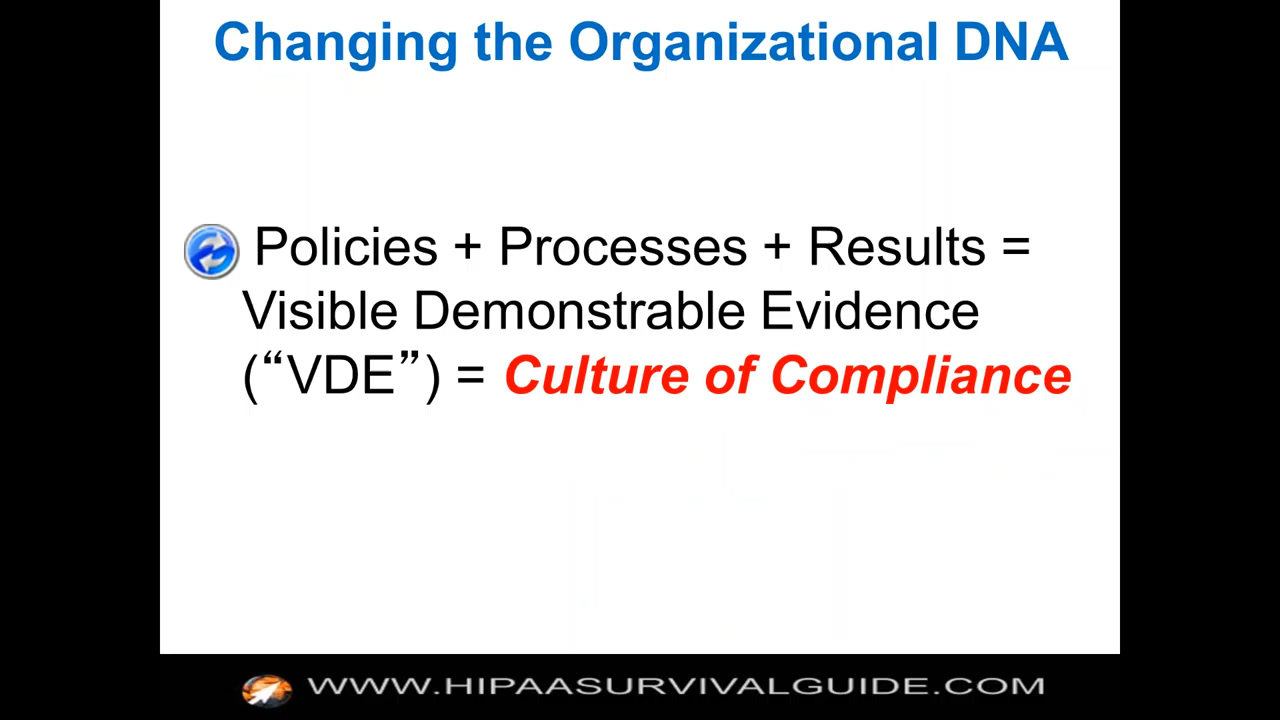 Changing the Organizational DNA
Policies + Processes + Results =
Visible Demonstrable Evidence
(“VDE”) = Culture of Compliance
WWW.HIPAASURVIVALGUIDE.COM